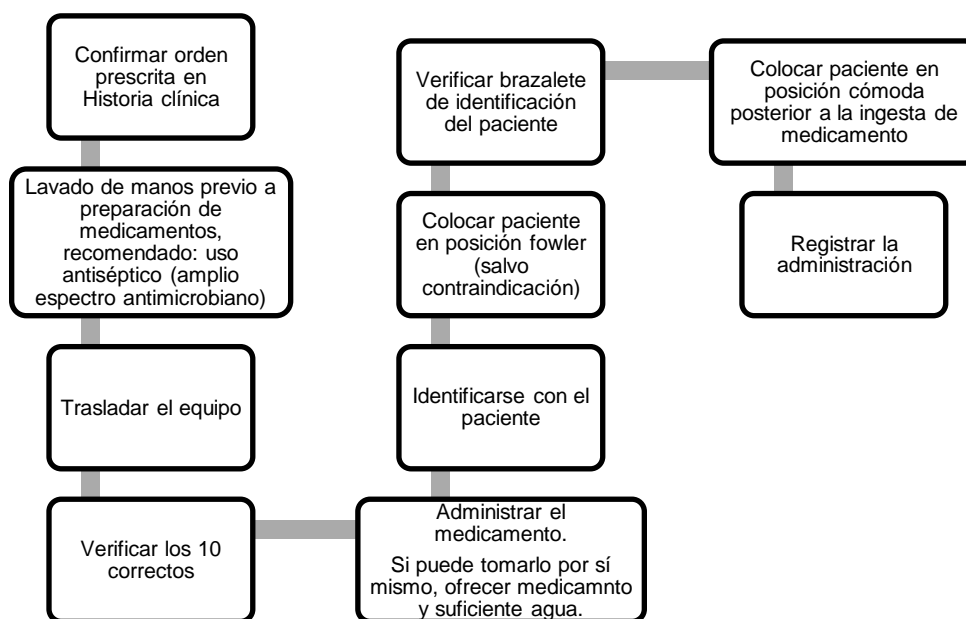 Confirmar orden
prescrita en
Historia clínica
Lavado de manos previo a
preparación de
medicamentos,
recomendado: uso
antiséptico (amplio
espectro antimicrobiano)
Trasladar el equipo
Verificar los 10
correctos
Administrar el
medicamento.
Si puede tomarlo por sí
mismo, ofrecer medicamnto
y suficiente agua.
Identificarse con el
paciente
Colocar paciente
en posición fowler
(salvo
contraindicación)
Verificar brazalete
de identificación
del paciente
Colocar paciente en
posición cómoda
posterior a la ingesta de
medicamento
Registrar la
administración